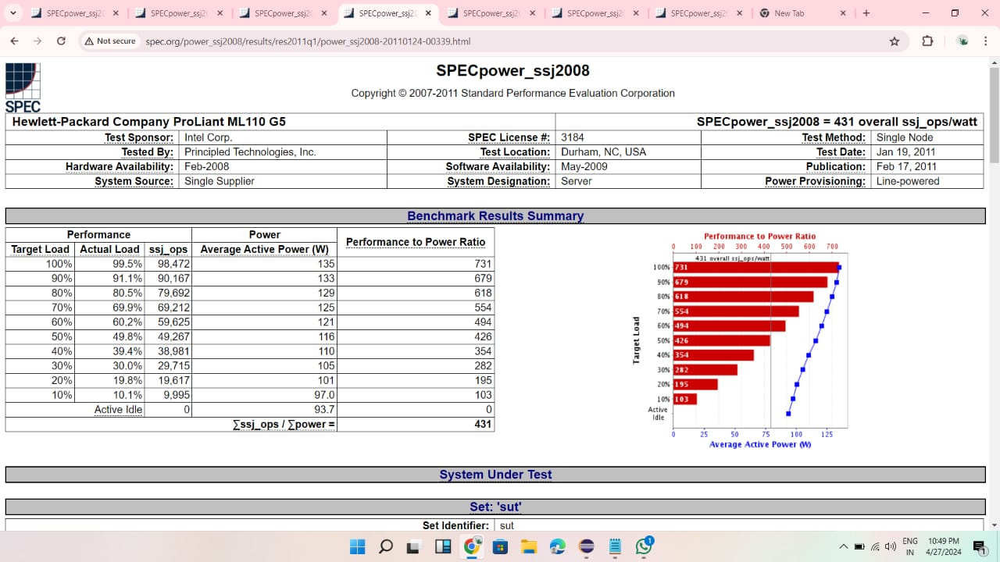 SPECpower_ssj2008 SPECpower_ssj2008 SPECpower_ssj2008 SPECpower_ssj2008 SPECpower_ssj2008 SPECpower_ssj2008 SPECpower_ssj2008 New Tab
Not secure spec.org/power_ssj2008/results/res2011q1/power_ssj2008-20110124-00339.html
SPEC
SPECpower_ssj2008
Copyright © 2007-2011 Standard Performance Evaluation Corporation
Hewlett-Packard Company ProLiant ML110 G5 SPECpower_ssj2008 = 431 overall ssj_ops/watt
Test Sponsor: Intel Corp. SPEC License #: 3184 Test Method: Single Node
Tested By: Principled Technologies, Inc. Test Location: Durham, NC, USA Test Date: Jan 19, 2011
Hardware Availability: Feb-2008 Software Availability: May-2009 Publication: Feb 17, 2011
System Source: Single Supplier System Designation: Server Power Provisioning: Line-powered
Benchmark Results Summary
Performance Power Performance to Power Ratio
Target Load Actual Load ssj_ops Average Active Power (W)
100% 99.5% 98,472 135 731
90% 91.1% 90,167 133 679
80% 80.5% 79,692 129 618
70% 69.9% 69,212 125 554
60% 60.2% 59,625 121 494
50% 49.8% 49,267 116 426
40% 39.4% 38,981 110 354
30% 30.0% 29,715 105 282
20% 19.8% 19,617 101 195
10% 10.1% 9,995 97.0 103
Active Idle 0 93.7 0
∑ssj_ops / ∑power = 431
Performance to Power Ratio
0 100 200 300 400 500 600 700
431 overall ssj_ops/watt
100% 731
90% 679
80% 618
70% 554
60% 494
50% 426
40% 354
30% 282
20% 195
10% 103
Active
Idle
Target Load
0 25 50 75 100 125
Average Active Power (W)
System Under Test
Set: 'sut'
Set Identifier: sut
1
ENG
IN
10:49 PM
4/27/2024
1